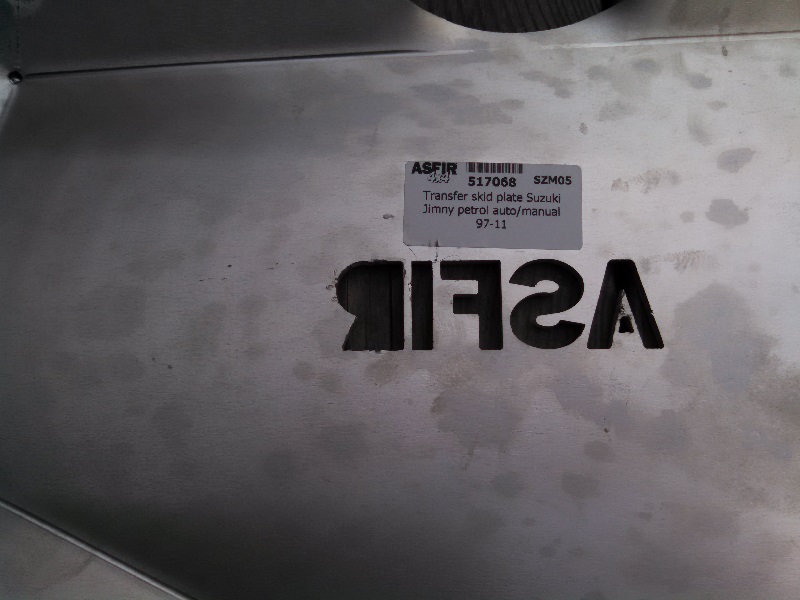 ASFIR
4x4
517068 SZM05
Transfer skid plate Suzuki
Jimny petrol auto/manual
97-11
ASFIR